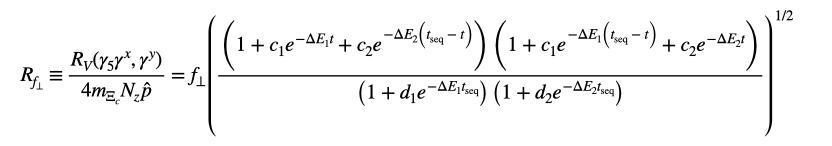 $R_{f_\perp} \equiv \frac{R_V(\gamma_5\gamma^x, \gamma^y)}{4m_{\Xi_c} N_z \hat{p}} = f_\perp \left( \frac{\left(1 + c_1 e^{-\Delta E_1 t} + c_2 e^{-\Delta E_2 (t_{\text{seq}} - t)}\right) \left(1 + c_1 e^{-\Delta E_1 (t_{\text{seq}} - t)} + c_2 e^{-\Delta E_2 t}\right)}{\left(1 + d_1 e^{-\Delta E_1 t_{\text{seq}}}\right) \left(1 + d_2 e^{-\Delta E_2 t_{\text{seq}}}\right)} \right)^{1/2}$